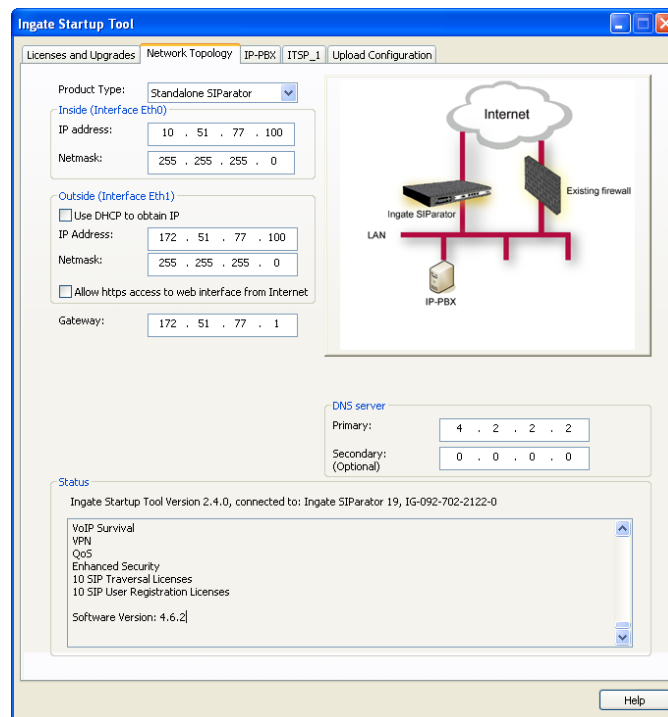 Ingate Startup Tool
Licenses and Upgrades Network Topology IP-PBX ITSP_1 Upload Configuration
Product Type: Standalone SIParator
Inside (Interface Eth0)
IP address: 10 . 51 . 77 . 100
Netmask: 255 . 255 . 255 . 0
Outside (Interface Eth1)
Use DHCP to obtain IP
IP Address: 172 . 51 . 77 . 100
Netmask: 255 . 255 . 255 . 0
Allow https access to web interface from Internet
Gateway: 172 . 51 . 77 . 1
Internet
Existing firewall
Ingate SIParator
LAN
IP-PBX
DNS server
Primary: 4 . 2 . 2 . 2
Secondary: 0 . 0 . 0 . 0
(Optional)
Status
Ingate Startup Tool Version 2.4.0, connected to: Ingate SIParator 19, IG-092-702-2122-0
VoIP Survival
VPN
QoS
Enhanced Security
10 SIP Traversal Licenses
10 SIP User Registration Licenses
Software Version: 4.6.2
Help